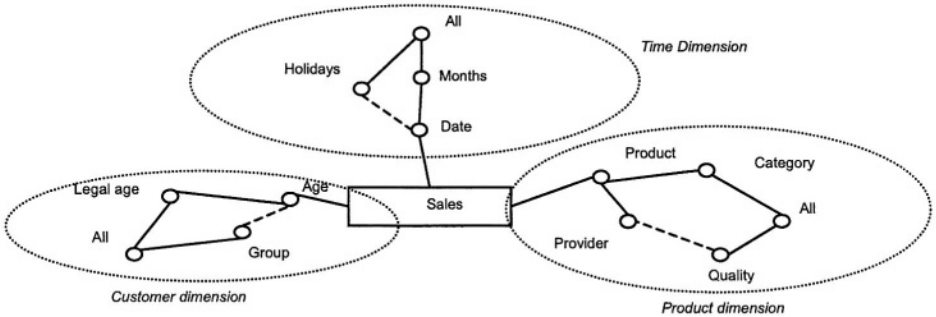 All
Time Dimension
Holidays
Months
Date
Product
Category
Legal age
Age
Sales
All
All
Group
Provider
Quality
Customer dimension
Product dimension